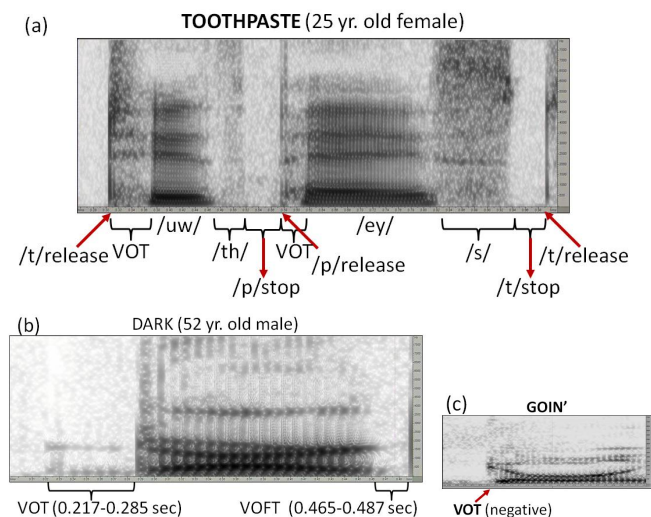 (a)
TOOTHPASTE (25 yr. old female)
/t/release
VOT
/uw/
/th/
/p/stop
VOT
/p/release
/ey/
/s/
/t/stop
/t/release
(b)
DARK (52 yr. old male)
VOT (0.217-0.285 sec)
VOFT (0.465-0.487 sec)
(c)
GOIN’
VOT (negative)